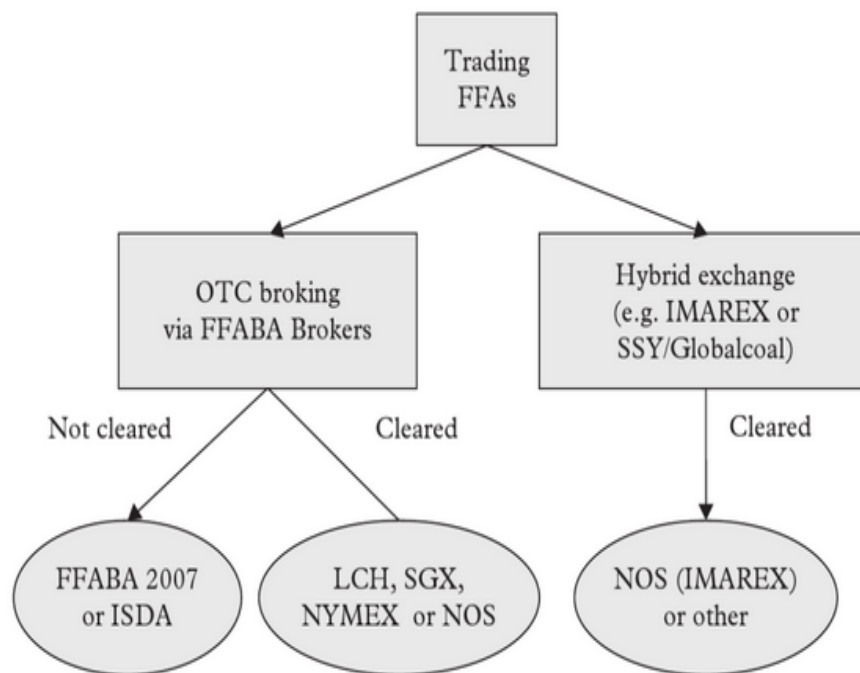 Trading
FFAs
OTC broking
via FFABA Brokers
Hybrid exchange
(e.g. IMAREX or
SSY/Globalcoal)
Not cleared
Cleared
Cleared
FFABA 2007
or ISDA
LCH, SGX,
NYMEX or NOS
NOS (IMAREX)
or other